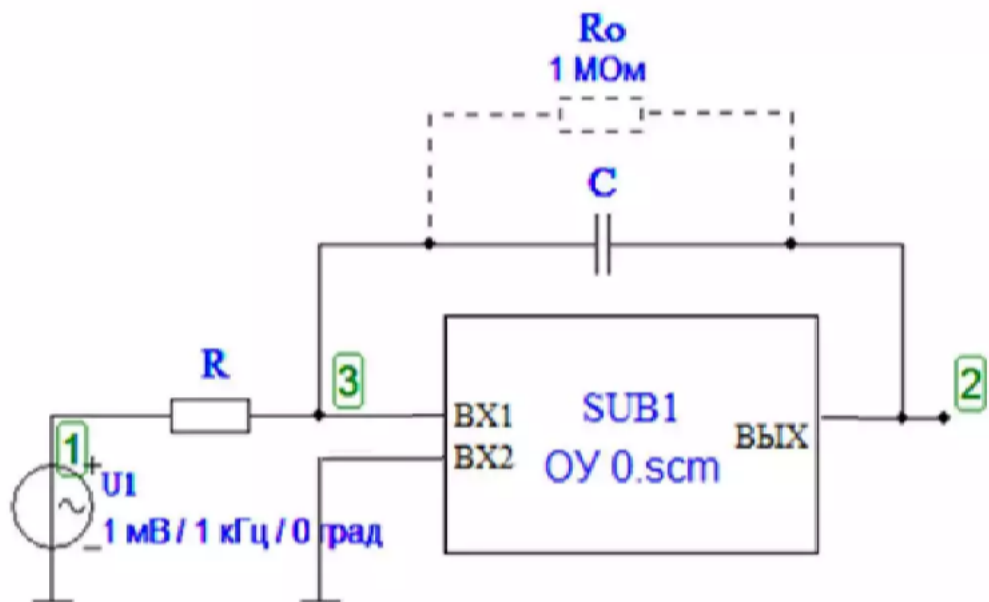 Ro
1 МОм
C
R
3
2
1
+
U1
1 мВ / 1 кГц / 0 град
BX1
BX2
SUB1
ОУ 0.scm
ВЫХ